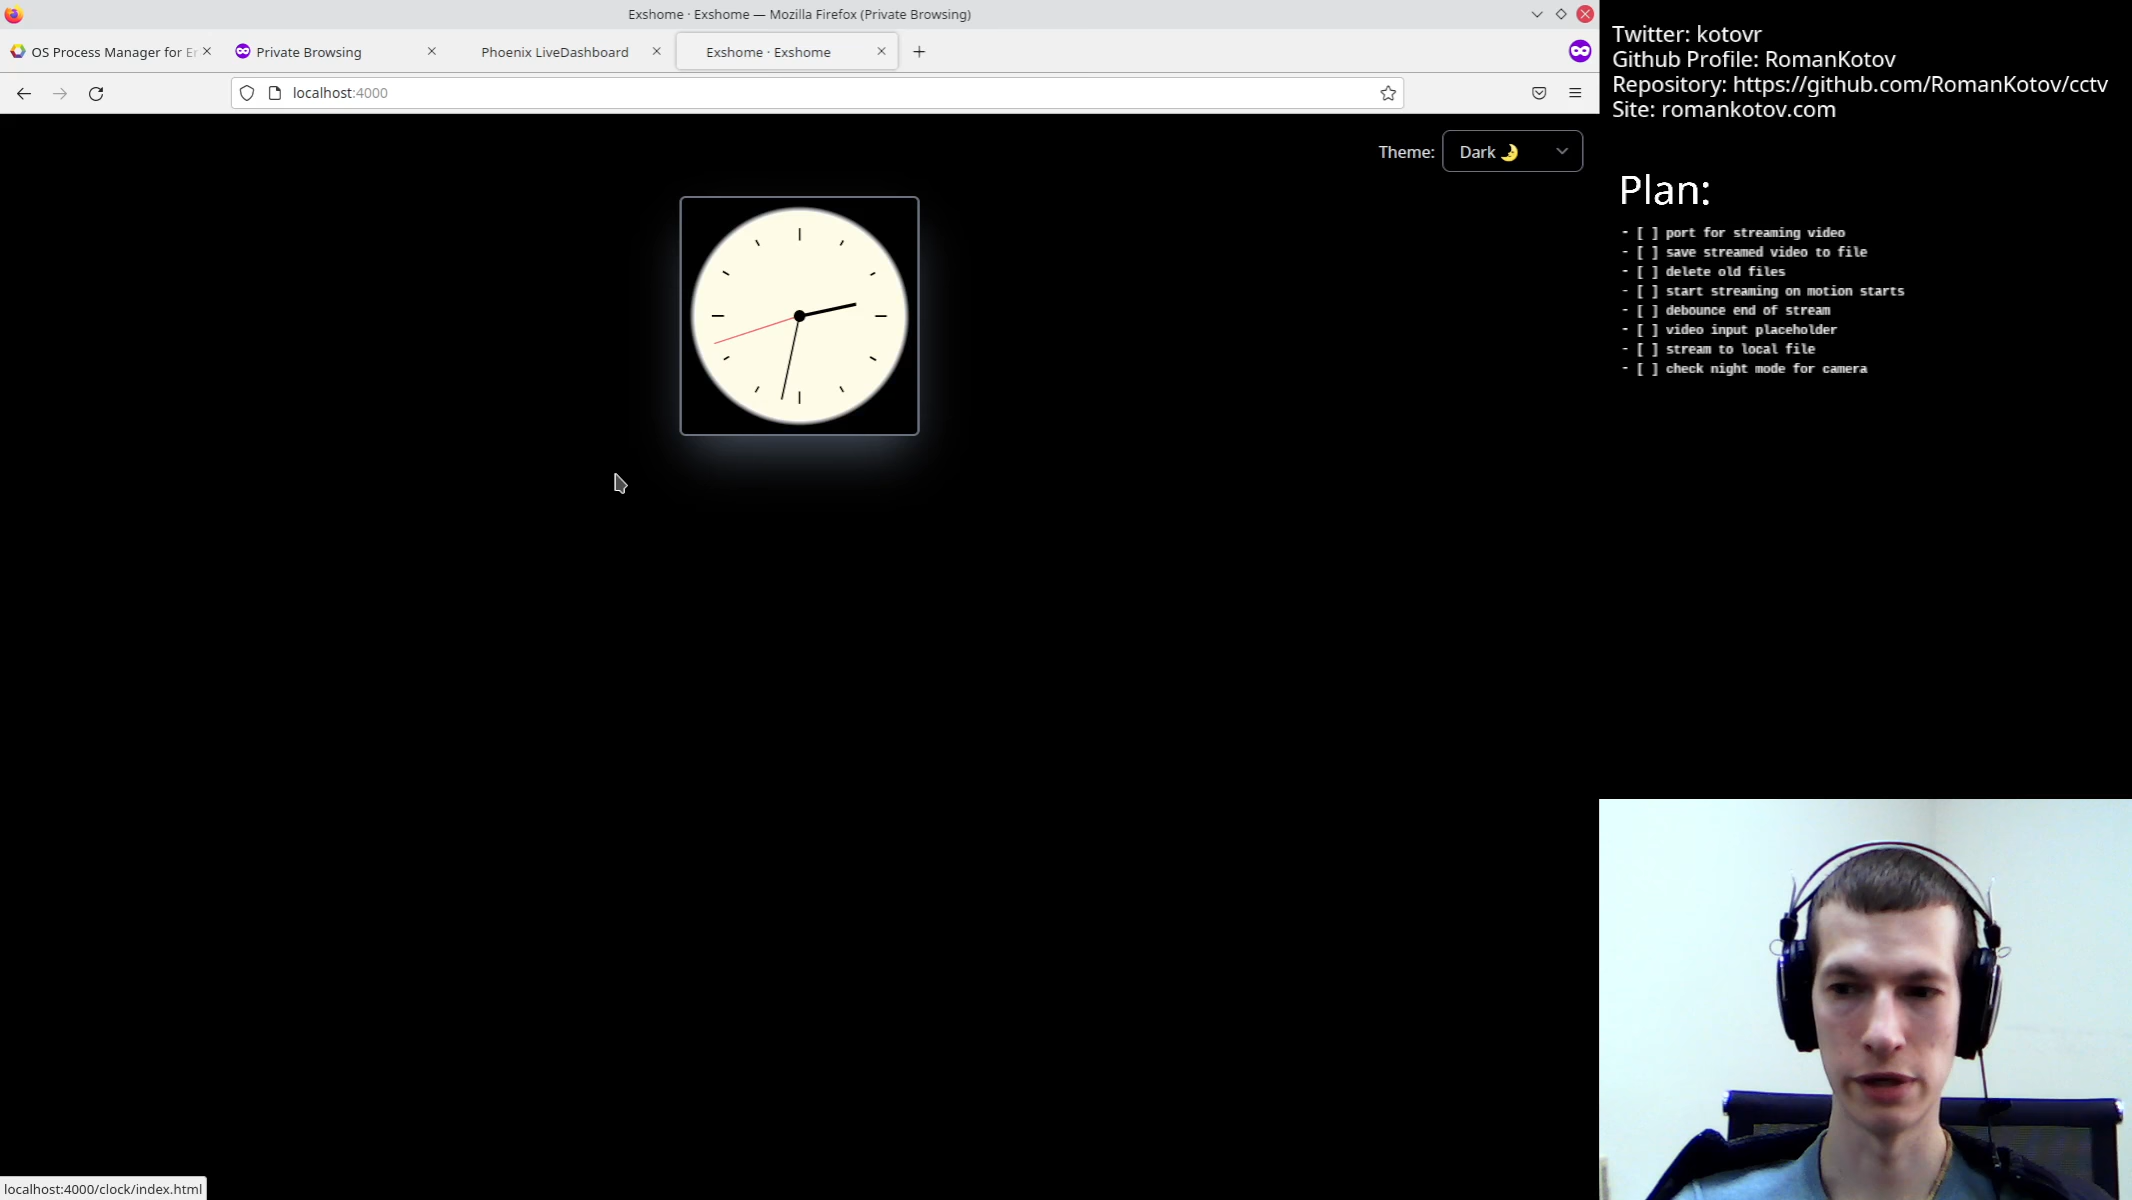 Exshome · Exshome — Mozilla Firefox (Private Browsing)
OS Process Manager for Er
Private Browsing
Phoenix LiveDashboard
Exshome · Exshome
localhost:4000
Theme: Dark 🌛
localhost:4000/clock/index.html
Twitter: kotovr
Github Profile: RomanKotov
Repository: https://github.com/RomanKotov/cctv
Site: romankotov.com
Plan:
- [ ] port for streaming video
- [ ] save streamed video to file
- [ ] delete old files
- [ ] start streaming on motion starts
- [ ] debounce end of stream
- [ ] video input placeholder
- [ ] stream to local file
- [ ] check night mode for camera